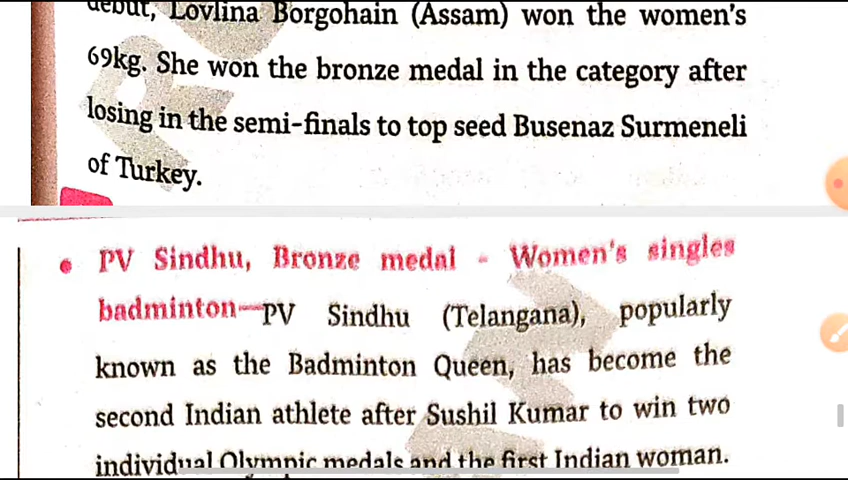 debut, Lovlina Borgohain (Assam) won the women's
69kg. She won the bronze medal in the category after
losing in the semi-finals to top seed Busenaz Surmeneli
of Turkey.
• PV Sindhu, Bronze medal - Women's singles
badminton—PV Sindhu (Telangana), popularly
known as the Badminton Queen, has become the
second Indian athlete after Sushil Kumar to win two
individual Olympic medals and the first Indian woman.